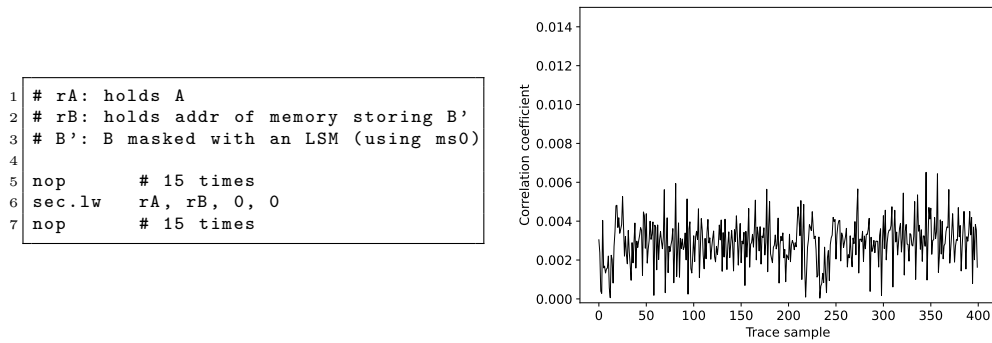 1 # rA: holds A
2 # rB: holds addr of memory storing B'
3 # B': B masked with an LSM (using ms0)
4
5 nop # 15 times
6 sec.lw rA, rB, 0, 0
7 nop # 15 times
Correlation coefficient
0.014
0.012
0.010
0.008
0.006
0.004
0.002
0.000
0 50 100 150 200 250 300 350 400
Trace sample